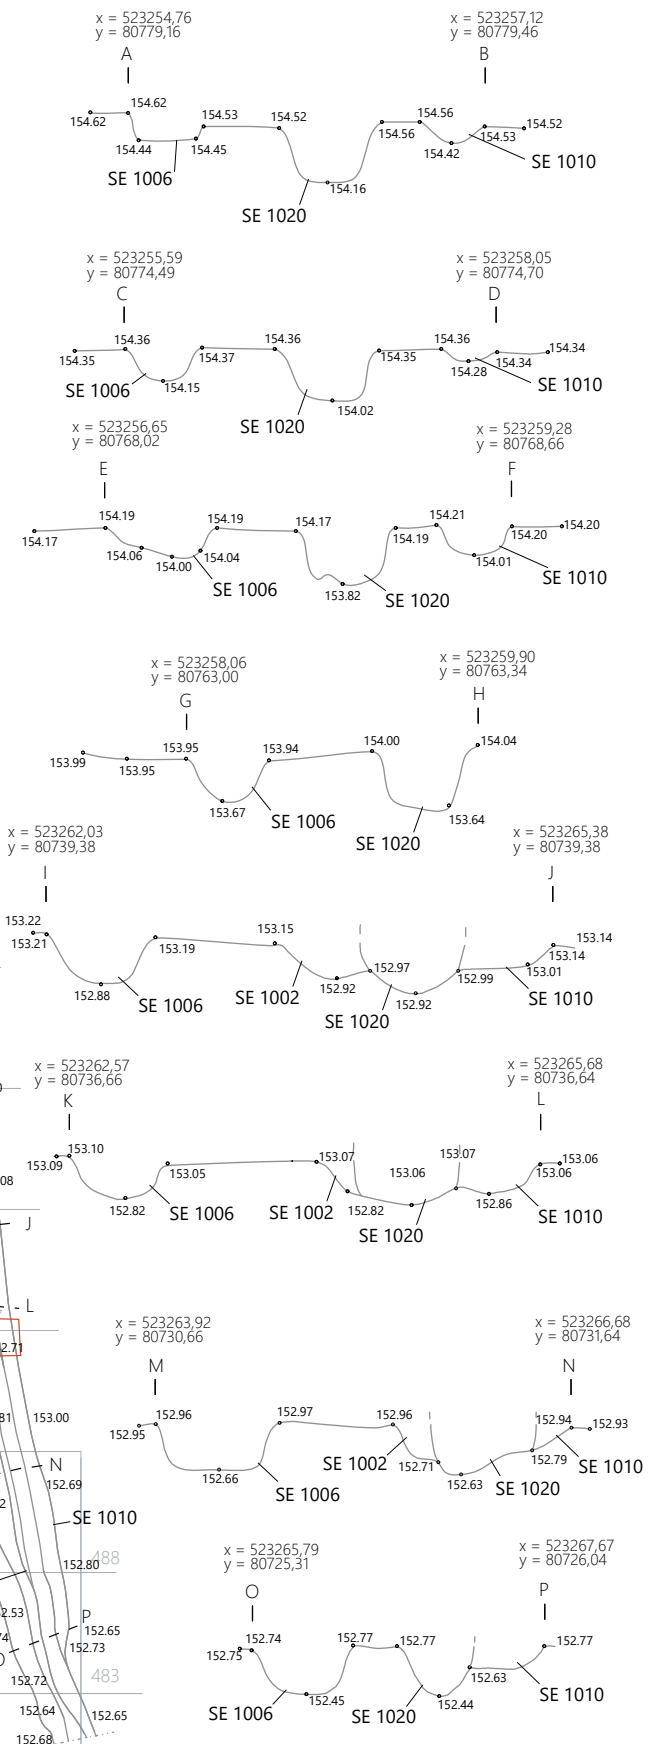 x = 523254,76
y = 80779,16
x = 523257,12
y = 80779,46
A
B
154.62
154.62
154.44
154.45
154.53
154.52
154.16
154.56
154.56
154.42
154.53
154.52
SE 1006
SE 1020
SE 1010
x = 523255,59
y = 80774,49
x = 523258,05
y = 80774,70
C
D
154.35
154.36
154.15
154.37
154.36
154.02
154.35
154.36
154.28
154.34
154.34
SE 1006
SE 1020
SE 1010
x = 523256,65
y = 80768,02
x = 523259,28
y = 80768,66
E
F
154.17
154.19
154.06
154.00
154.04
154.19
154.17
153.82
154.19
154.21
154.01
154.20
154.20
SE 1006
SE 1020
SE 1010
x = 523258,06
y = 80763,00
x = 523259,90
y = 80763,34
G
H
153.99
153.95
153.95
153.67
153.94
154.00
153.64
154.04
SE 1006
SE 1020
x = 523262,03
y = 80739,38
x = 523265,38
y = 80739,38
I
J
153.22
153.21
152.88
153.19
153.15
152.92
152.97
152.92
152.99
153.01
153.14
153.14
SE 1006
SE 1002
SE 1020
SE 1010
x = 523262,57
y = 80736,66
x = 523265,68
y = 80736,64
K
L
153.09
153.10
152.82
153.05
153.07
152.82
153.06
153.07
152.86
153.06
153.06
SE 1006
SE 1002
SE 1020
SE 1010
x = 523263,92
y = 80730,66
x = 523266,68
y = 80731,64
M
N
152.95
152.96
152.66
152.97
152.96
152.71
152.63
152.79
152.94
152.93
SE 1006
SE 1002
SE 1020
SE 1010
x = 523265,79
y = 80725,31
x = 523267,67
y = 80726,04
O
P
152.75
152.74
152.45
152.77
152.77
152.44
152.63
152.77
SE 1006
SE 1020
SE 1010
08
J
L
2.71
81
153.00
N
152.69
2
SE 1010
152.80
488
2.53
P
152.65
152.73
74
152.72
483
152.64
152.65
152.68